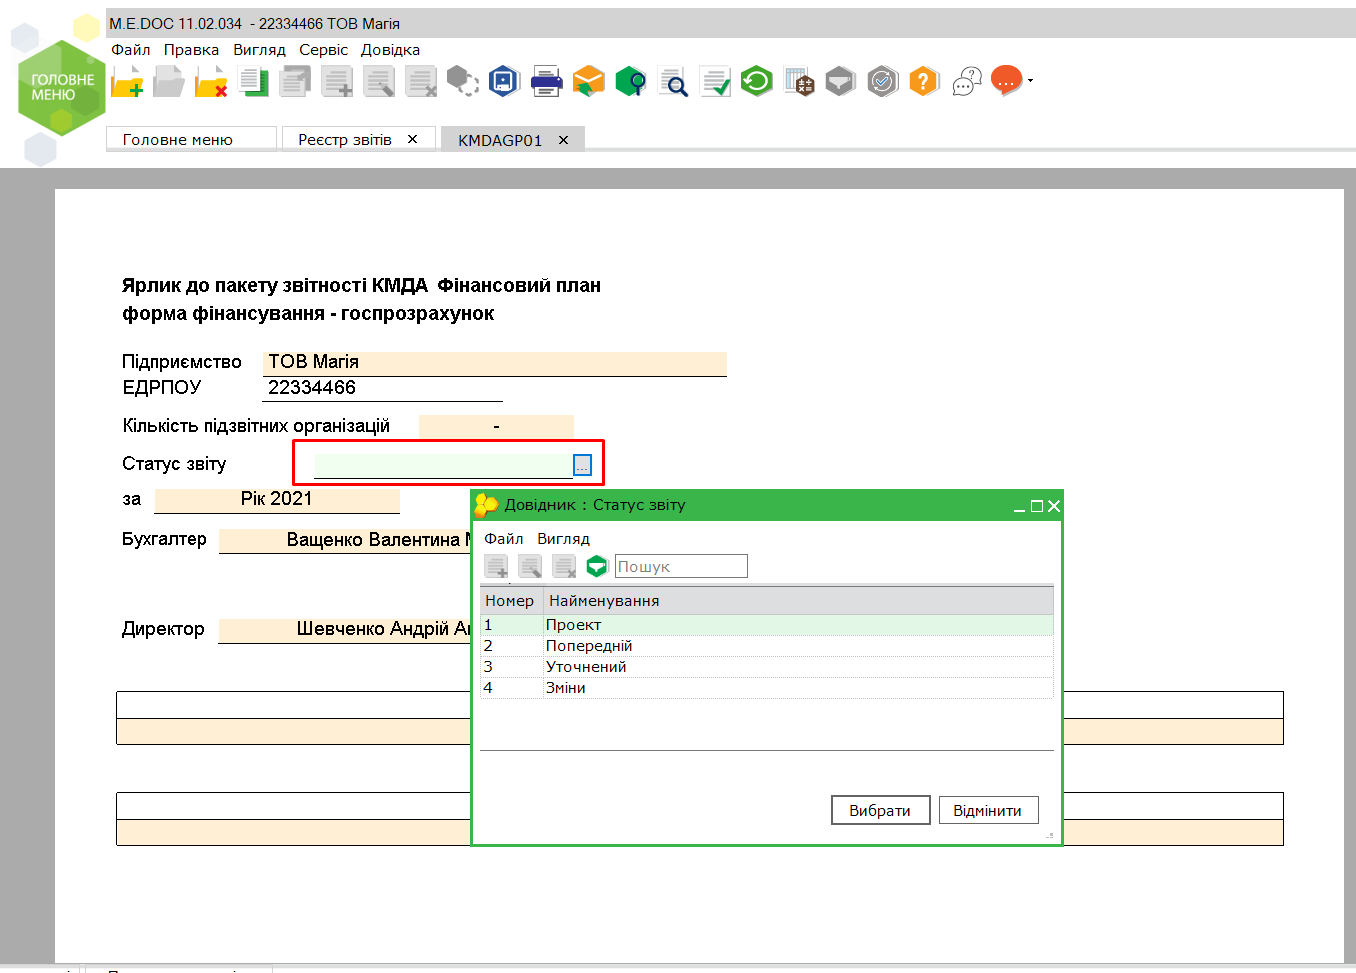 M.E.DOC 11.02.034 - 22334466 ТОВ Магія
Файл Правка Вигляд Сервіс Довідка
ГОЛОВНЕ
МЕНЮ
Головне меню
Реєстр звітів
KMDAGP01
Ярлик до пакету звітності КМДА Фінансовий план
форма фінансування - госпрозрахунок
Підприємство ТОВ Магія
ЕДРПОУ 22334466
Кількість підзвітних організацій -
Статус звіту ...
за Рік 2021
Бухгалтер Ващенко Валентина
Директор Шевченко Андрій
Довідник : Статус звіту
Файл Вигляд
Пошук
Номер Найменування
1 Проект
2 Попередній
3 Уточнений
4 Зміни
Вибрати Відмінити